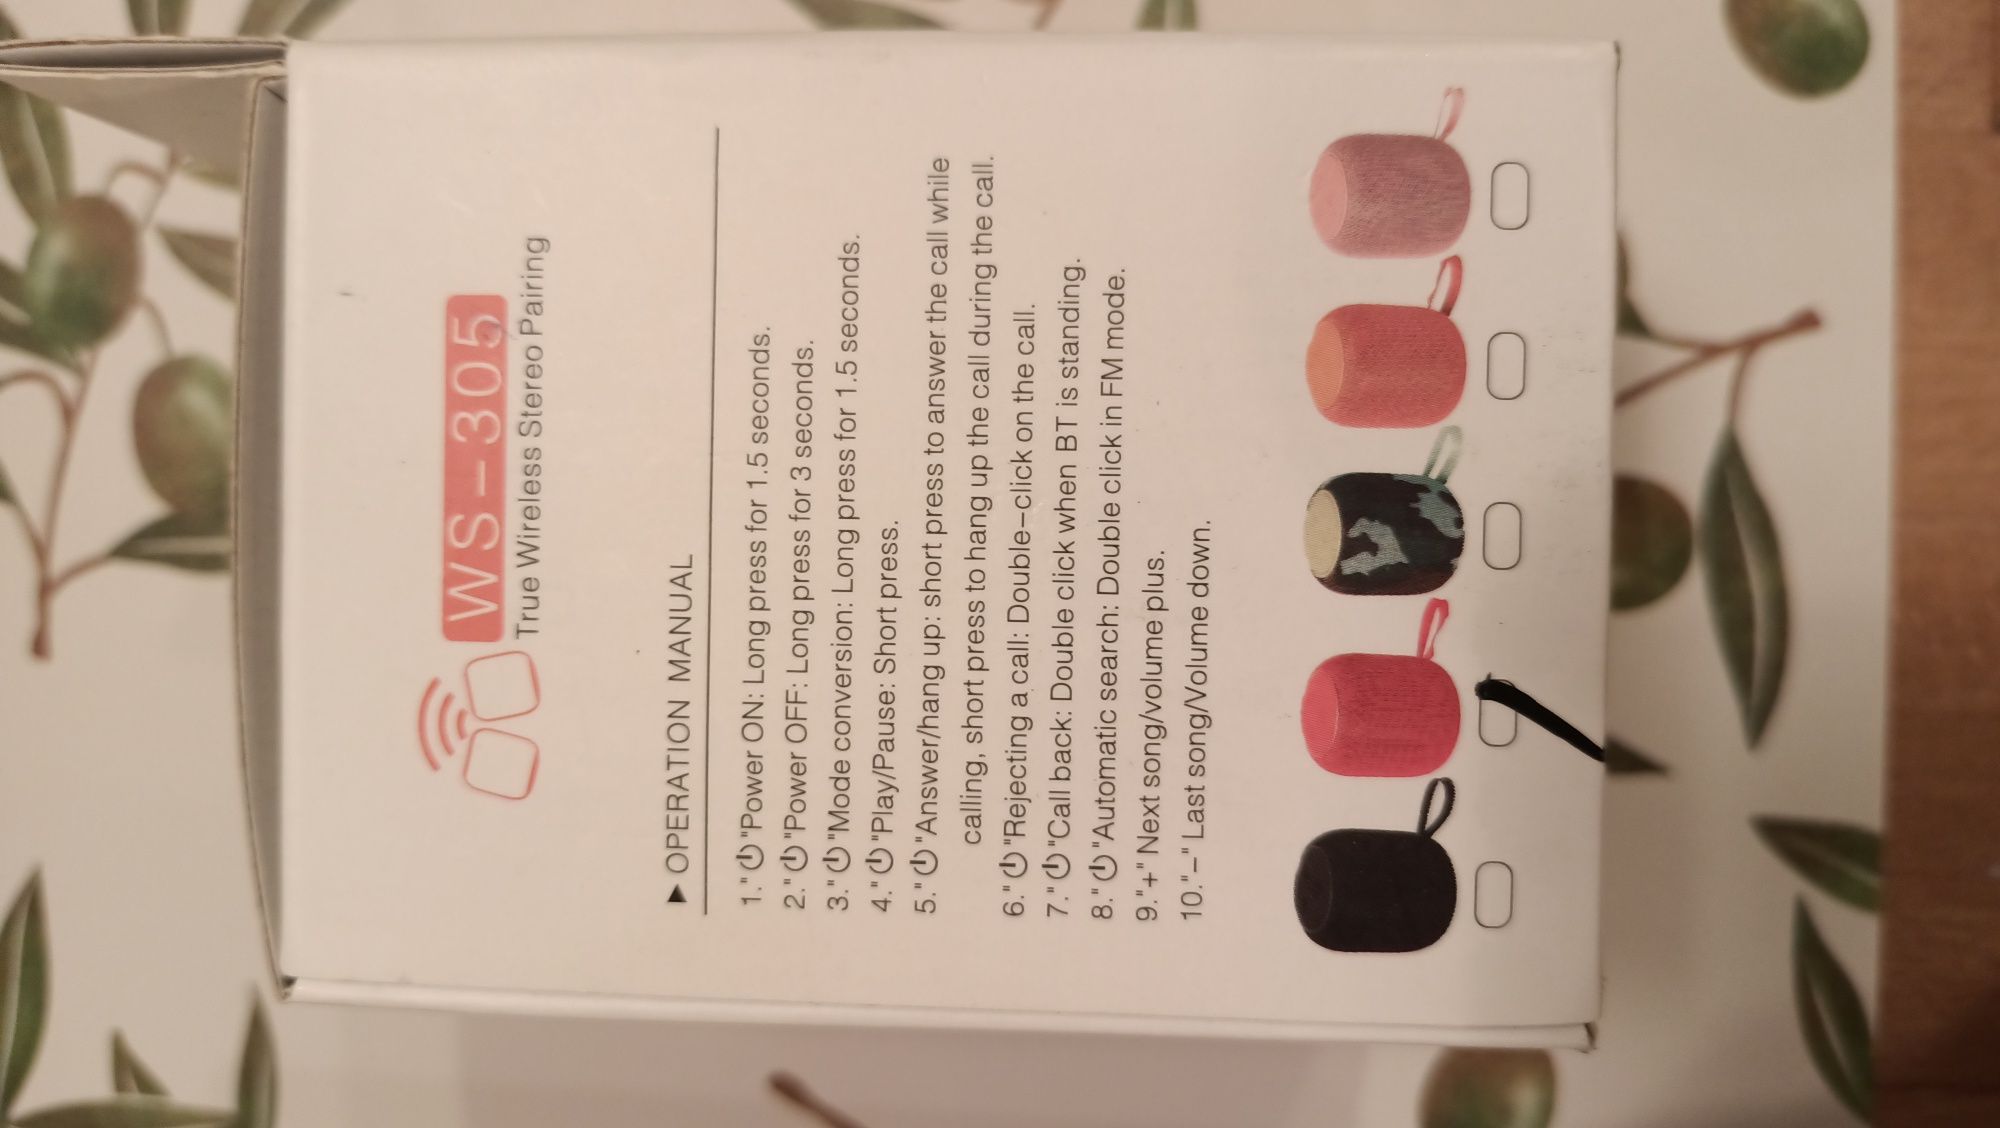 WS-305
True Wireless Stereo Pairing
▶ OPERATION MANUAL
1."⏻"Power ON: Long press for 1.5 seconds.
2."⏻"Power OFF: Long press for 3 seconds.
3."⏻"Mode conversion: Long press for 1.5 seconds.
4."⏻"Play/Pause: Short press.
5."⏻"Answer/hang up: short press to answer the call while
calling, short press to hang up the call during the call.
6."⏻"Rejecting a call: Double-click on the call.
7."⏻"Call back: Double click when BT is standing.
8."⏻"Automatic search: Double click in FM mode.
9."+" Next song/volume plus.
10."-" Last song/Volume down.